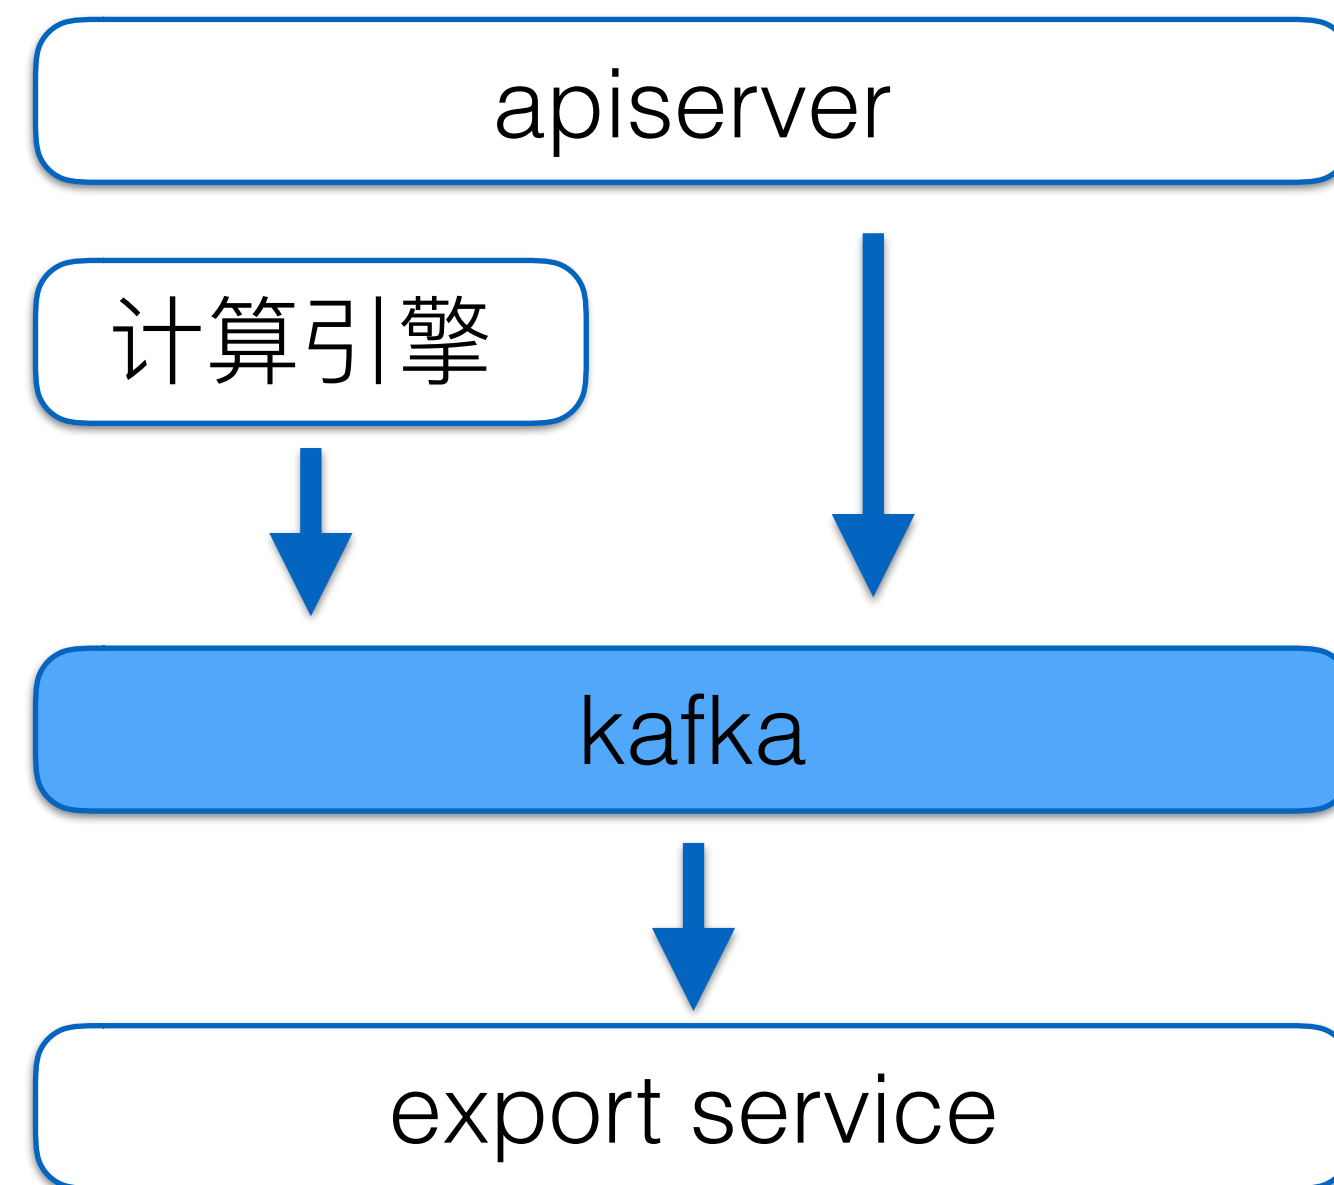 apiserver
计算引擎
kafka
export service